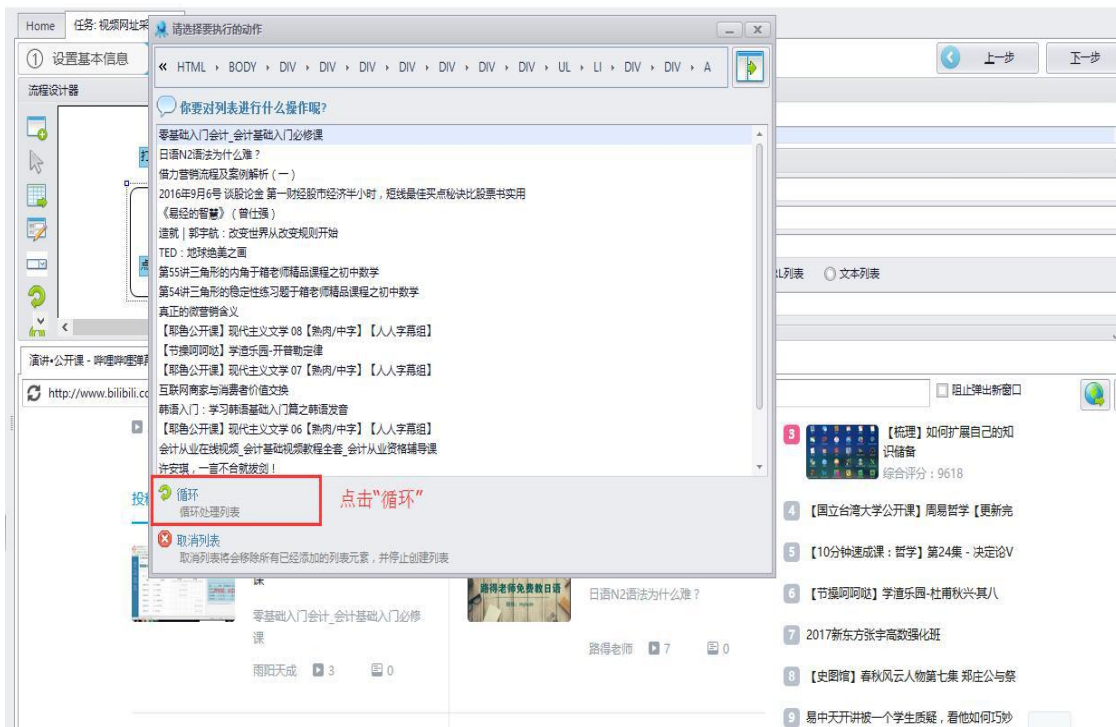 Home 任务: 视频网址采
① 设置基本信息
上一步 下一步
流程设计器
请选择要执行的动作
« HTML › BODY › DIV › DIV › DIV › DIV › DIV › DIV › DIV › UL › LI › DIV › DIV › A
你要对列表进行什么操作呢?
零基础入门会计_会计基础入门必修课
日语N2语法为什么难?
借力营销流程及案例解析(一)
2016年9月6号 谈股论金 第一财经股市经济半小时,短线最佳买点秘诀比股票书实用
《易经的智慧》(曾仕强)
造就 | 郭宇航:改变世界从改变规则开始
TED:地球绝美之画
第55讲三角形的内角于箱老师精品课程之初中数学
第54讲三角形的稳定性练习题于箱老师精品课程之初中数学
真正的微营销含义
【耶鲁公开课】现代主义文学 08【熟肉/中字】【人人字幕组】
【节操呵呵哒】学渣乐园-开普勒定律
【耶鲁公开课】现代主义文学 07【熟肉/中字】【人人字幕组】
互联网商家与消费者价值交换
韩语入门:学习韩语基础入门篇之韩语发音
【耶鲁公开课】现代主义文学 06【熟肉/中字】【人人字幕组】
会计从业在线视频_会计基础视频教程全套_会计从业资格辅导课
许安琪,一言不合就拔剑!
循环
循环处理列表
点击“循环”
取消列表
取消列表将会移除所有已经添加的列表元素,并停止创建列表
RL列表 文本列表
演讲•公开课 - 哔哩哔哩弹
http://www.bilibili.co
阻止弹出新窗口
投
课
零基础入门会计_会计基础入门必修
课
雨阳天成 3 0
路得老师免费教日语
日语N2语法为什么难?
路得老师 7 0
3 【梳理】如何扩展自己的知
识储备
综合评分:9618
4 【国立台湾大学公开课】周易哲学【更新完
5 【10分钟速成课:哲学】第24集 - 决定论V
6 【节操呵呵哒】学渣乐园-杜甫秋兴·其八
7 2017新东方张宇高数强化班
8 【史图馆】春秋风云人物第七集 郑庄公与祭
9 易中天开讲被一个学生质疑,看他如何巧妙